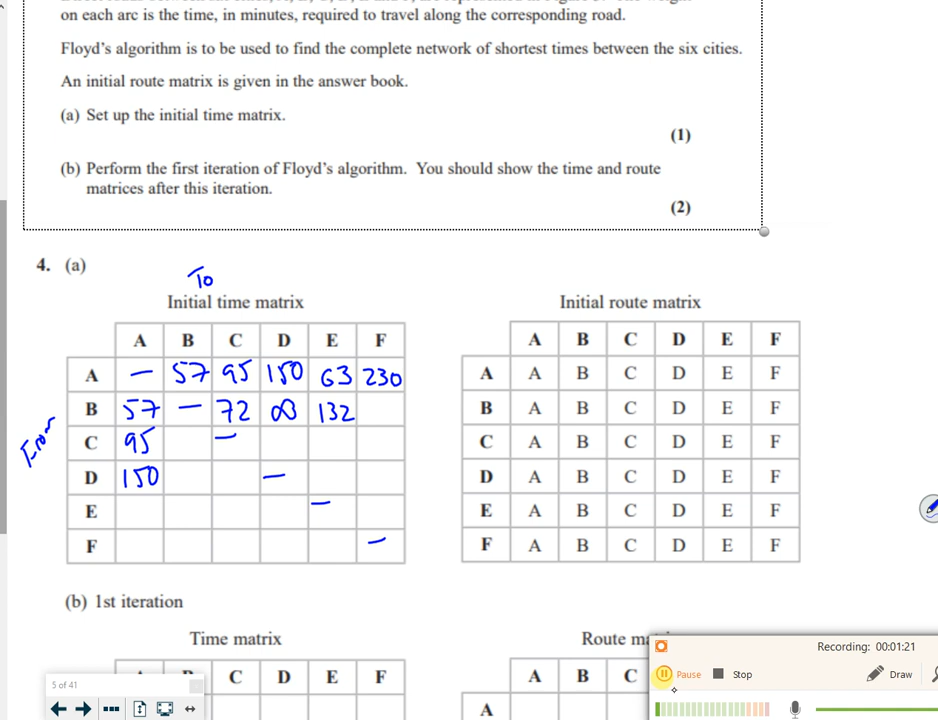 on each arc is the time, in minutes, required to travel along the corresponding road.
Floyd's algorithm is to be used to find the complete network of shortest times between the six cities.
An initial route matrix is given in the answer book.
(a) Set up the initial time matrix.
(1)
(b) Perform the first iteration of Floyd's algorithm. You should show the time and route
matrices after this iteration.
(2)
4. (a)
To
Initial time matrix
A B C D E F
A – 57 95 150 63 230
B 57 – 72 ∞ 132
C 95 –
D 150 –
E –
F –
From
Initial route matrix
A B C D E F
A A B C D E F
B A B C D E F
C A B C D E F
D A B C D E F
E A B C D E F
F A B C D E F
(b) 1st iteration
Time matrix
C D E F
Route m
A B C
A
5 of 41
Recording: 00:01:21
Pause Stop Draw